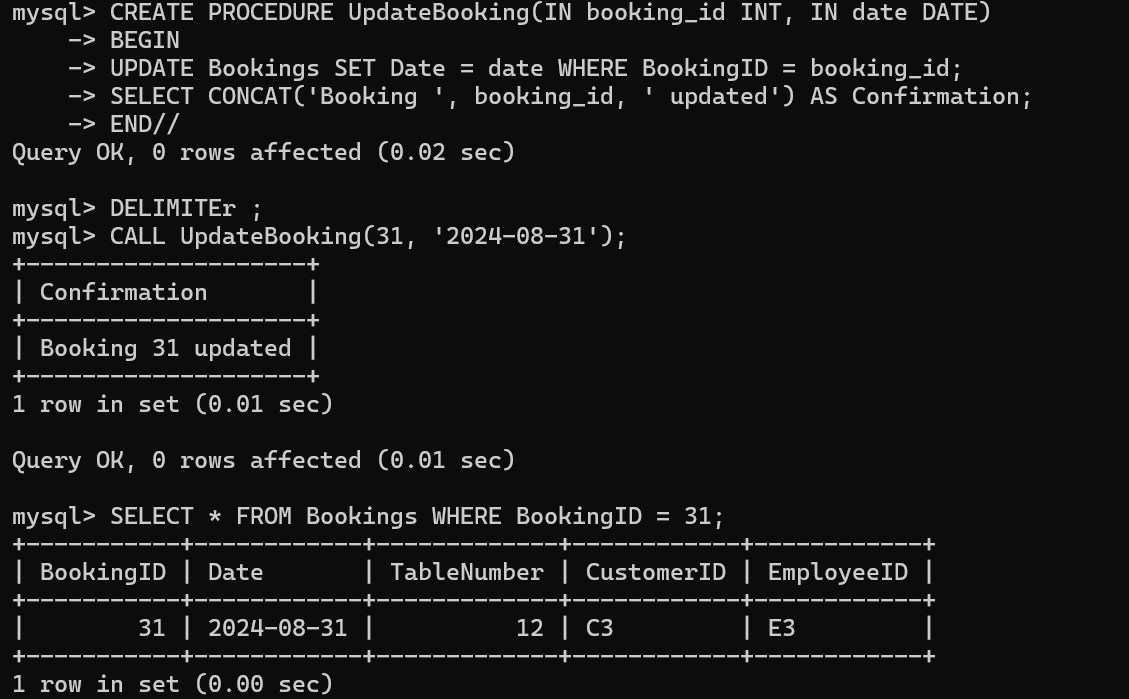 mysql> CREATE PROCEDURE UpdateBooking(IN booking_id INT, IN date DATE)
    -> BEGIN
    -> UPDATE Bookings SET Date = date WHERE BookingID = booking_id;
    -> SELECT CONCAT('Booking ', booking_id, ' updated') AS Confirmation;
    -> END//
Query OK, 0 rows affected (0.02 sec)

mysql> DELIMITEr ;
mysql> CALL UpdateBooking(31, '2024-08-31');
+--------------------+
| Confirmation       |
+--------------------+
| Booking 31 updated |
+--------------------+
1 row in set (0.01 sec)

Query OK, 0 rows affected (0.01 sec)

mysql> SELECT * FROM Bookings WHERE BookingID = 31;
+-----------+------------+-------------+------------+------------+
| BookingID | Date       | TableNumber | CustomerID | EmployeeID |
+-----------+------------+-------------+------------+------------+
|        31 | 2024-08-31 |          12 | C3         | E3         |
+-----------+------------+-------------+------------+------------+
1 row in set (0.00 sec)